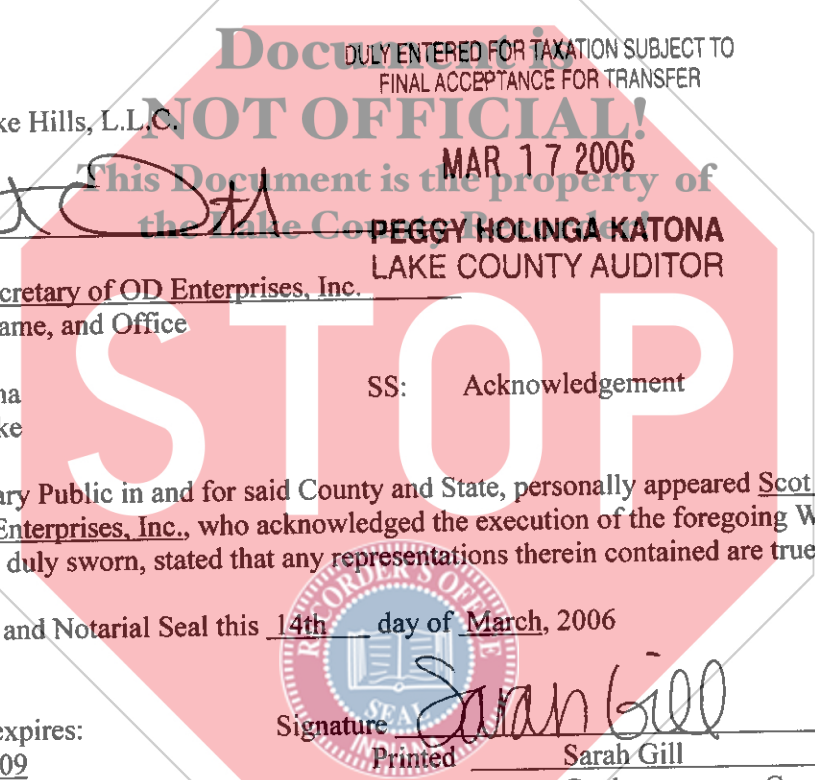 Document is
DULY ENTERED FOR TAXATION SUBJECT TO
FINAL ACCEPTANCE FOR TRANSFER
ke Hills, L.L.C.
NOT OFFICIAL!
MAR 17 2006
This Document is the property of
the Lake County Recorder!
PEGGY HOLINGA KATONA
LAKE COUNTY AUDITOR
cretary of OD Enterprises, Inc.
ame, and Office
STOP
na
SS: Acknowledgement
ke
ary Public in and for said County and State, personally appeared Scot
Enterprises, Inc., who acknowledged the execution of the foregoing W
duly sworn, stated that any representations therein contained are true
RECORDER'S OFFICE
and Notarial Seal this 14th day of March, 2006
SEAL
INDIANA
Signature Sarah Gill
expires:
Printed Sarah Gill
09